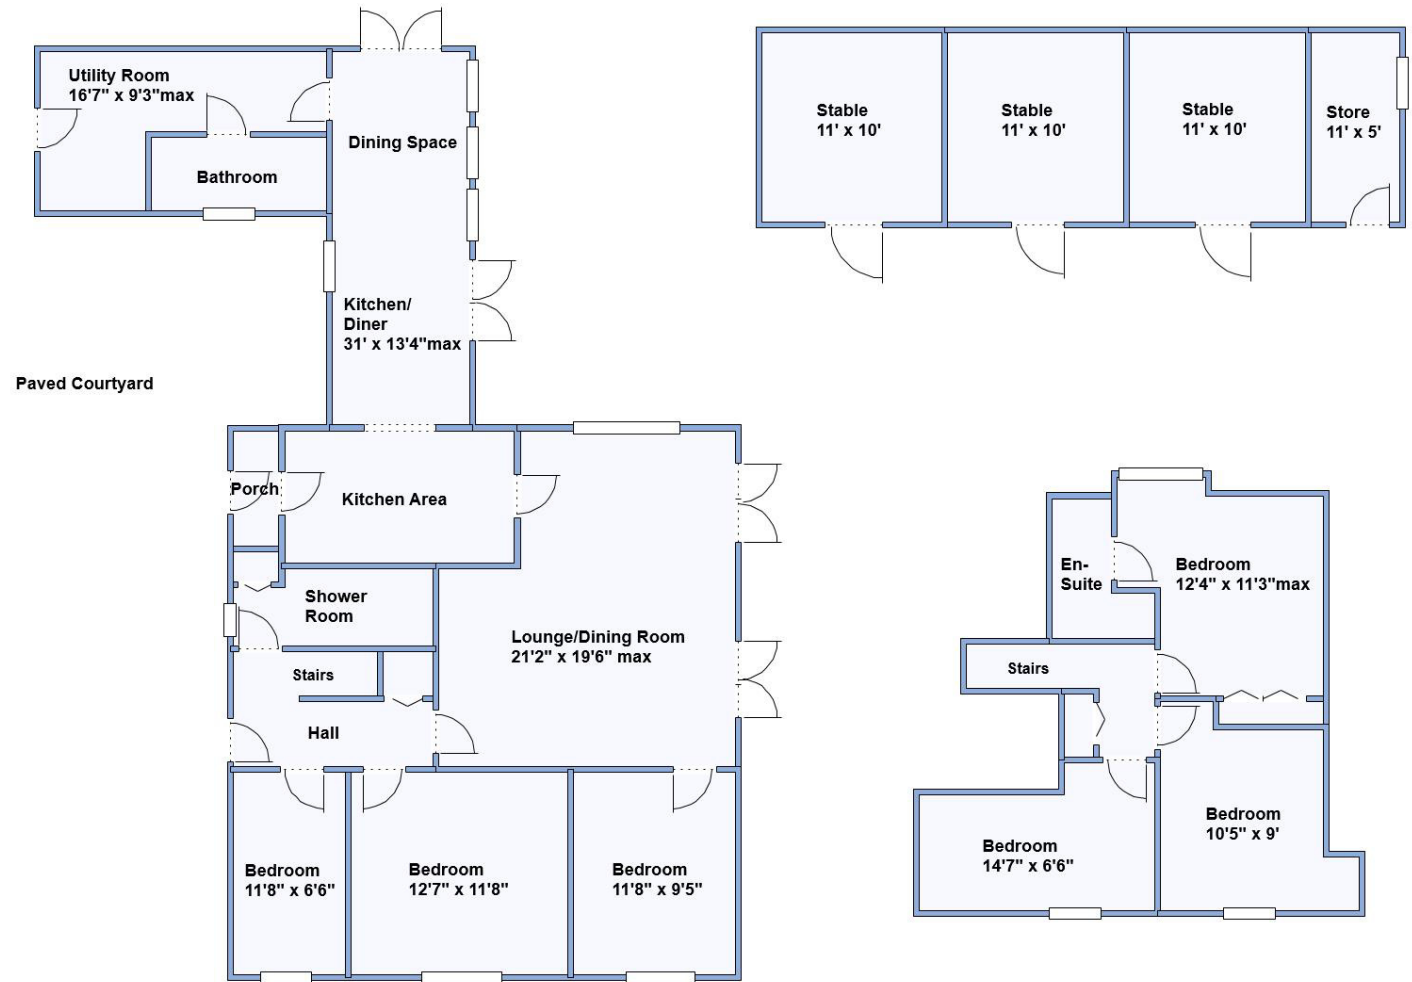 Utility Room
16'7" x 9'3"max
Bathroom
Dining Space
Kitchen/
Diner
31' x 13'4"max
Paved Courtyard
Porch
Kitchen Area
Shower
Room
Stairs
Hall
Lounge/Dining Room
21'2" x 19'6" max
Bedroom
11'8" x 6'6"
Bedroom
12'7" x 11'8"
Bedroom
11'8" x 9'5"
Stable
11' x 10'
Stable
11' x 10'
Stable
11' x 10'
Store
11' x 5'
En-
Suite
Bedroom
12'4" x 11'3"max
Stairs
Bedroom
10'5" x 9'
Bedroom
14'7" x 6'6"